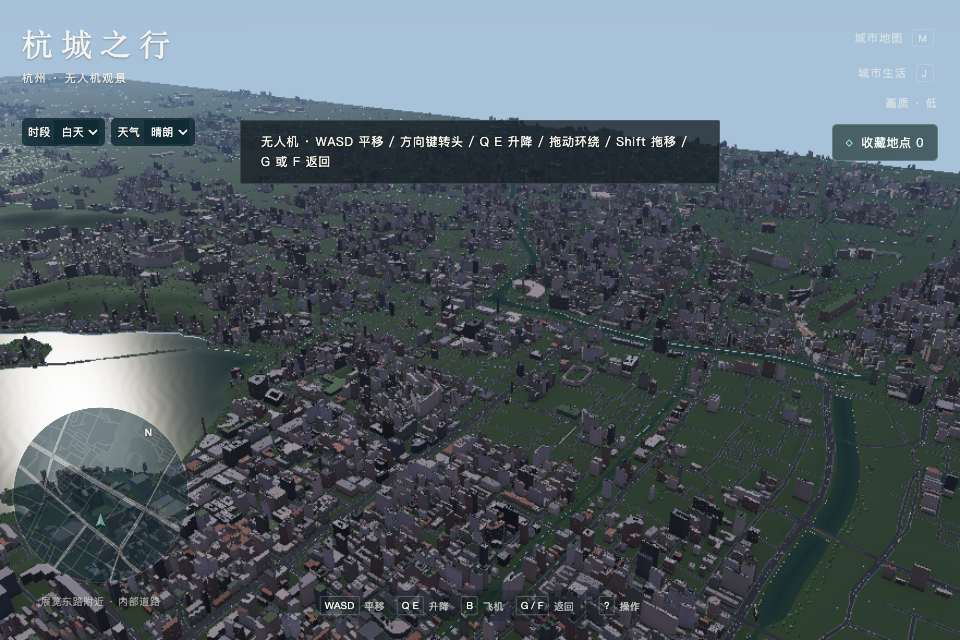 杭城之行
杭州 · 无人机观景
时段 白天
天气 晴朗
城市地图 M
城市生活 J
画质 · 低
◇ 收藏地点 0
无人机 · WASD 平移 / 方向键转头 / Q E 升降 / 拖动环绕 / Shift 拖移 /
G 或 F 返回
N
展览东路附近 · 内部道路
WASD 平移 Q E 升降 B 飞机 G / F 返回 ? 操作